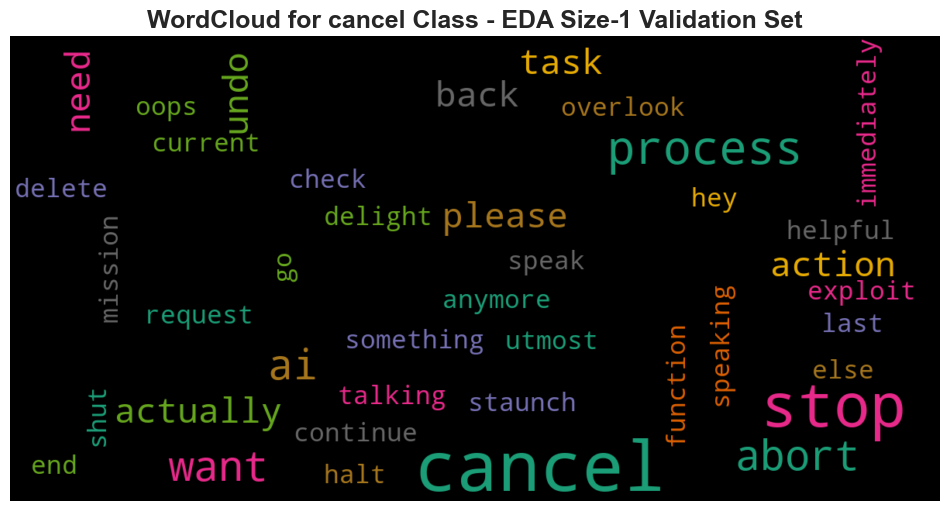 WordCloud for cancel Class - EDA Size-1 Validation Set
need
undo
task
immediately
back
oops
overlook
current
process
delete
check
hey
delight
please
helpful
mission
go
speak
action
anymore
exploit
request
speaking
last
something
utmost
function
ai
else
talking
stop
shut
actually
staunch
continue
end
want
halt
cancel
abort